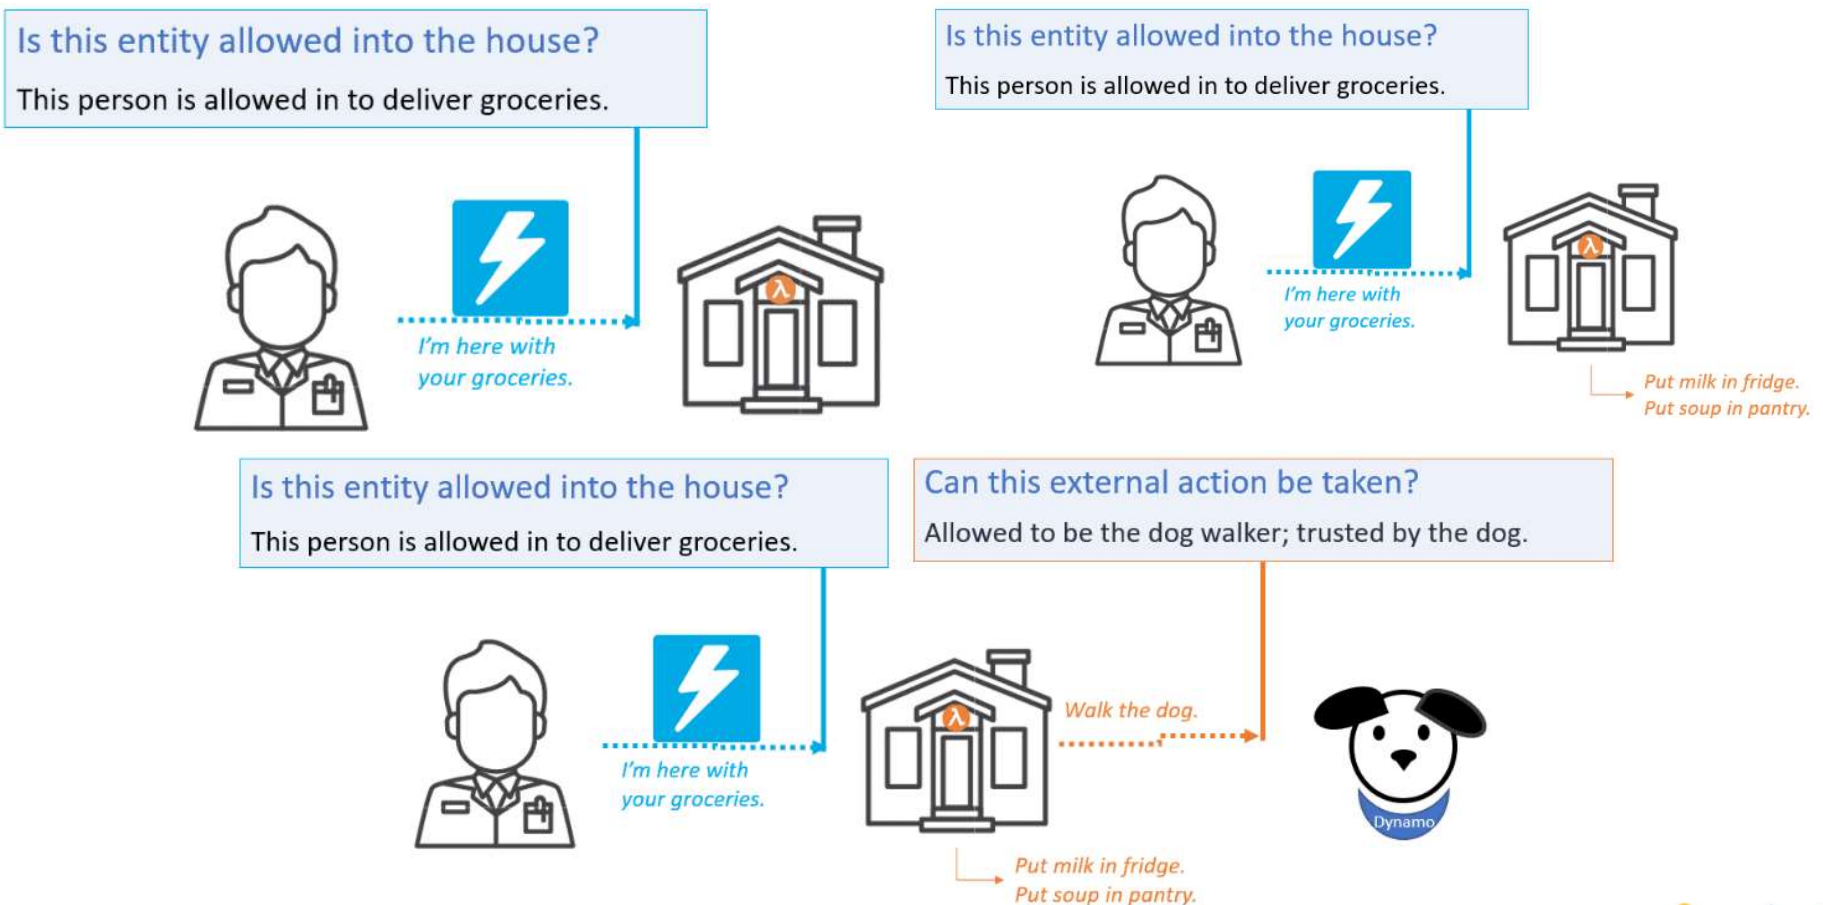 Is this entity allowed into the house?
This person is allowed in to deliver groceries.
I'm here with
your groceries.
λ
Is this entity allowed into the house?
This person is allowed in to deliver groceries.
I'm here with
your groceries.
λ
Put milk in fridge.
Put soup in pantry.
Is this entity allowed into the house?
This person is allowed in to deliver groceries.
I'm here with
your groceries.
λ
Put milk in fridge.
Put soup in pantry.
Can this external action be taken?
Allowed to be the dog walker; trusted by the dog.
Walk the dog.
Dynamo